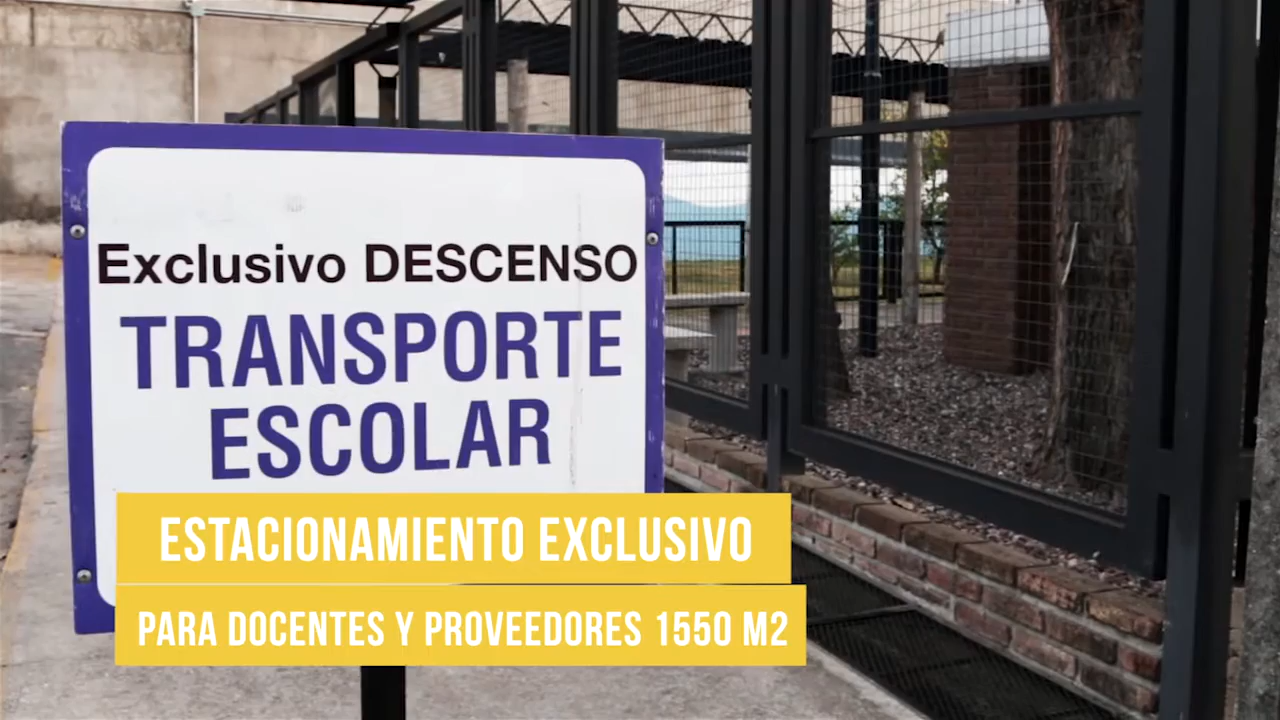 Exclusivo DESCENSO
TRANSPORTE
ESCOLAR
ESTACIONAMIENTO EXCLUSIVO
PARA DOCENTES Y PROVEEDORES 1550 M2